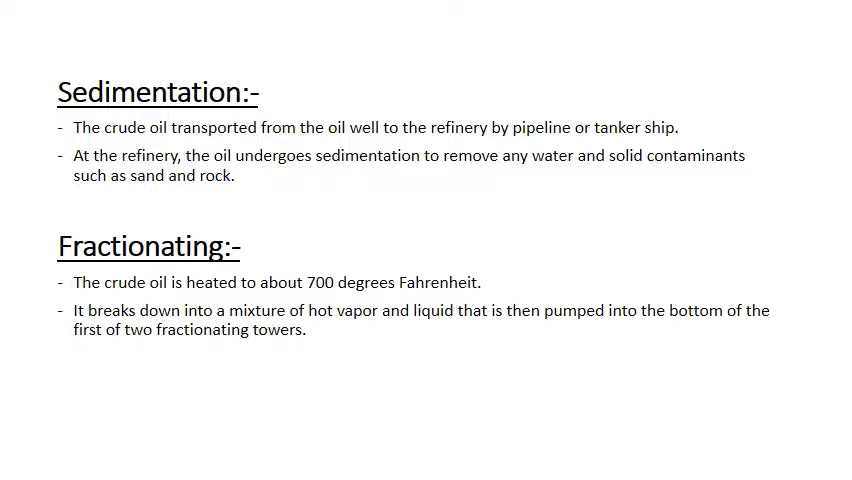 Sedimentation:-
- The crude oil transported from the oil well to the refinery by pipeline or tanker ship.
- At the refinery, the oil undergoes sedimentation to remove any water and solid contaminants
such as sand and rock.
Fractionating:-
- The crude oil is heated to about 700 degrees Fahrenheit.
- It breaks down into a mixture of hot vapor and liquid that is then pumped into the bottom of the
first of two fractionating towers.